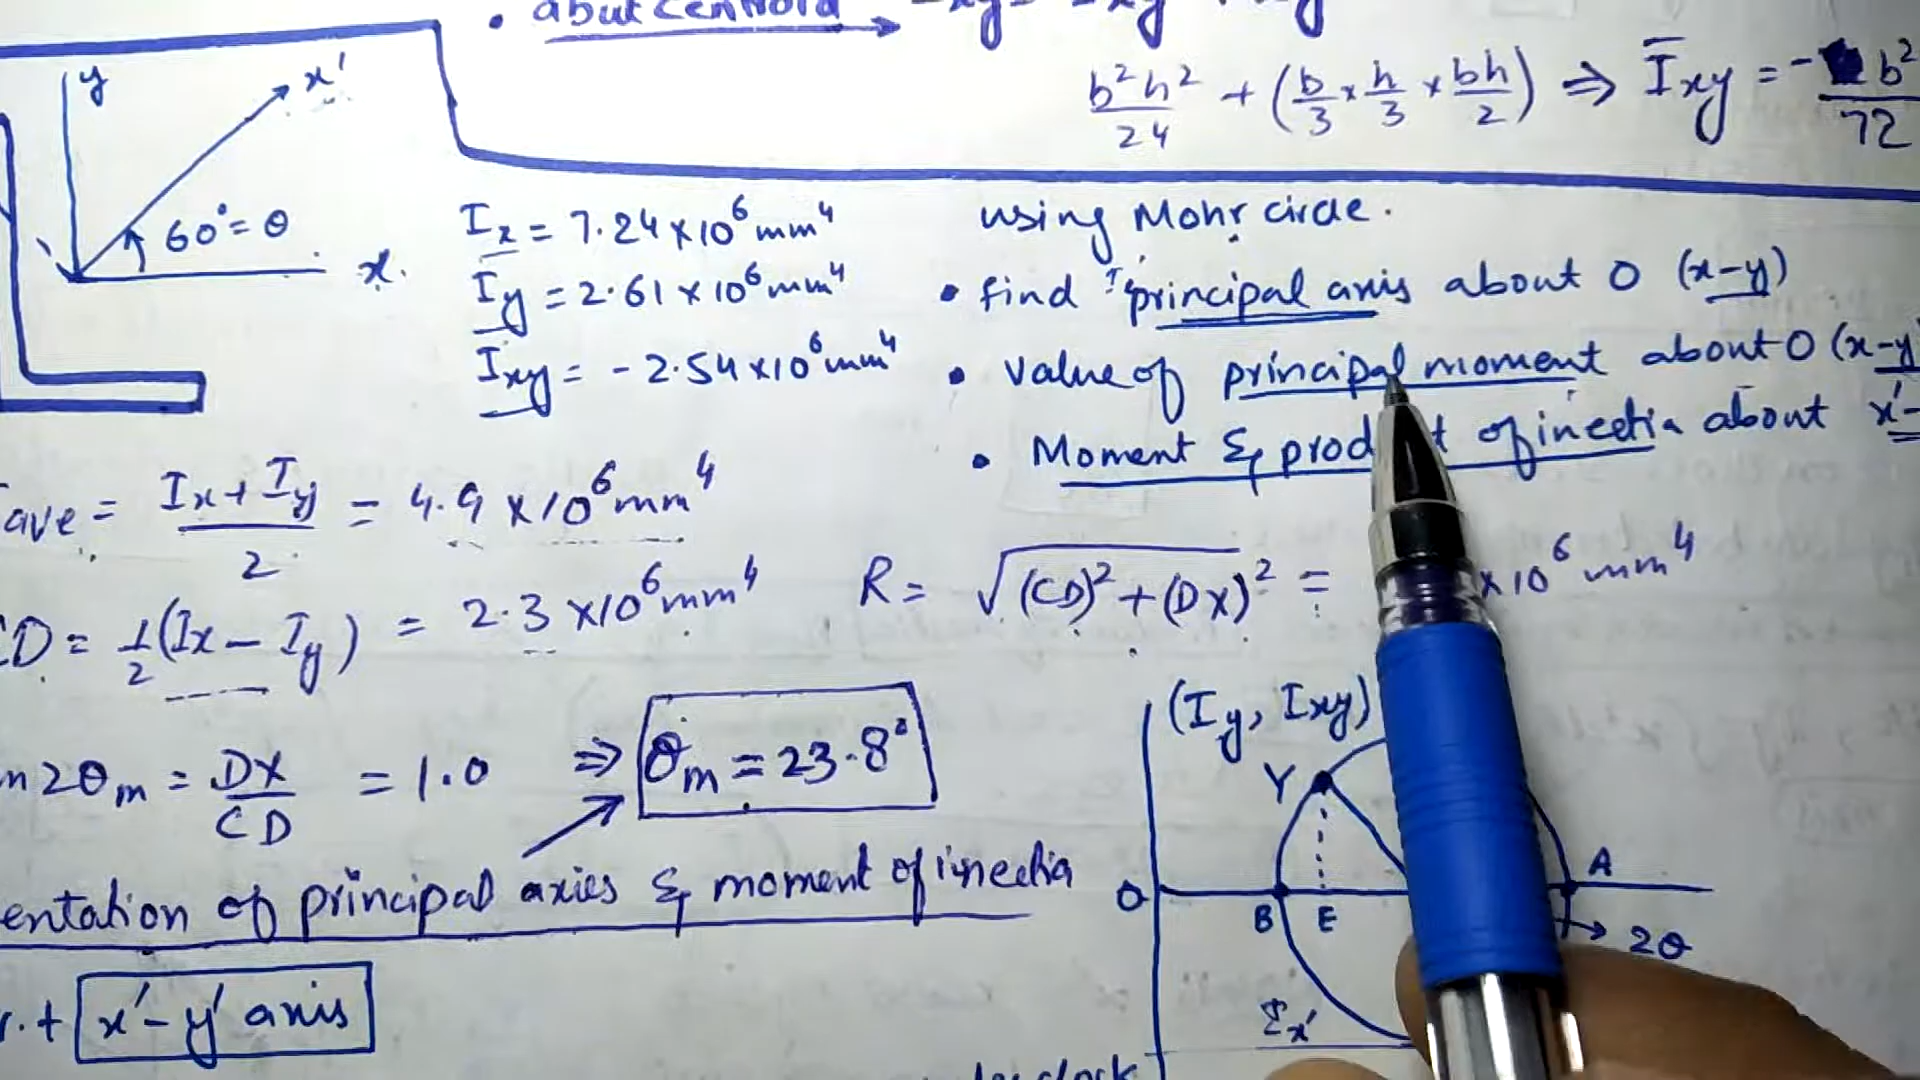 • about centroid →
b²h²/24 + (b/3 × h/3 × bh/2) ⇒ I̅xy = - b²/72
y
x'
60° = θ
x.
Ix = 7.24 × 10⁶ mm⁴
Iy = 2.61 × 10⁶ mm⁴
Ixy = - 2.54 × 10⁶ mm⁴
using Mohr circle.
• find principal axis about O (x-y)
• value of principal moment about O (x-y
• Moment & prod t of inertia about x'-
ave = Ix + Iy / 2 = 4.9 × 10⁶ mm⁴
CD = 1/2 (Ix - Iy) = 2.3 × 10⁶ mm⁴
R = √(CD)² + (DX)² = × 10⁶ mm⁴
n 2θm = DX/CD = 1.0 ⇒ θm = 23.8°
entation of principal axies & moment of inertia
r.t x'-y' axis
(Iy, Ixy)
Y
O B E A
2θ
Ix'
clock